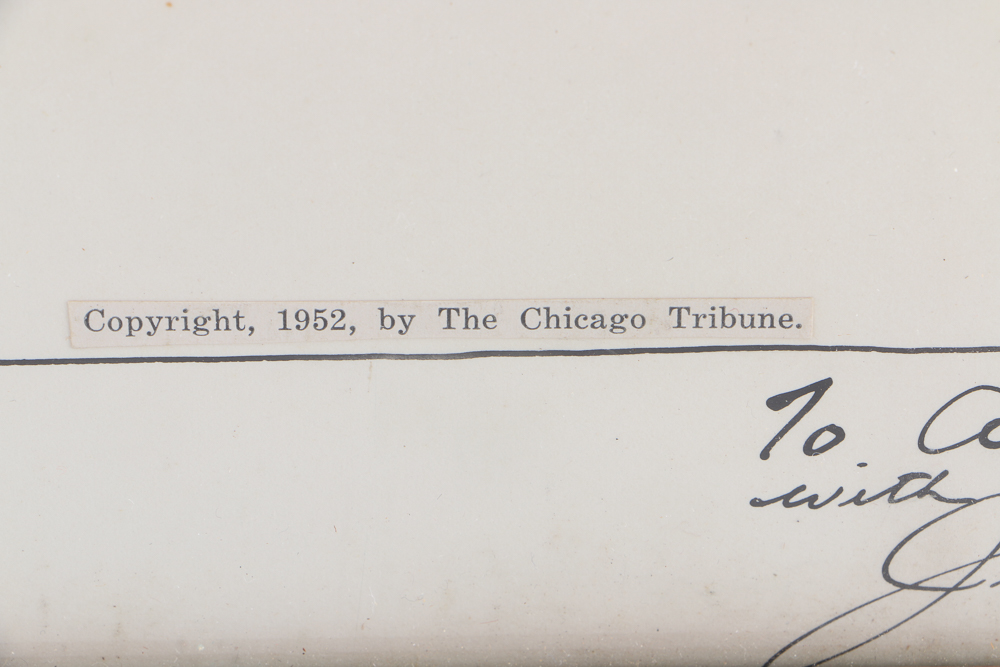 Copyright, 1952, by The Chicago Tribune.
To
with